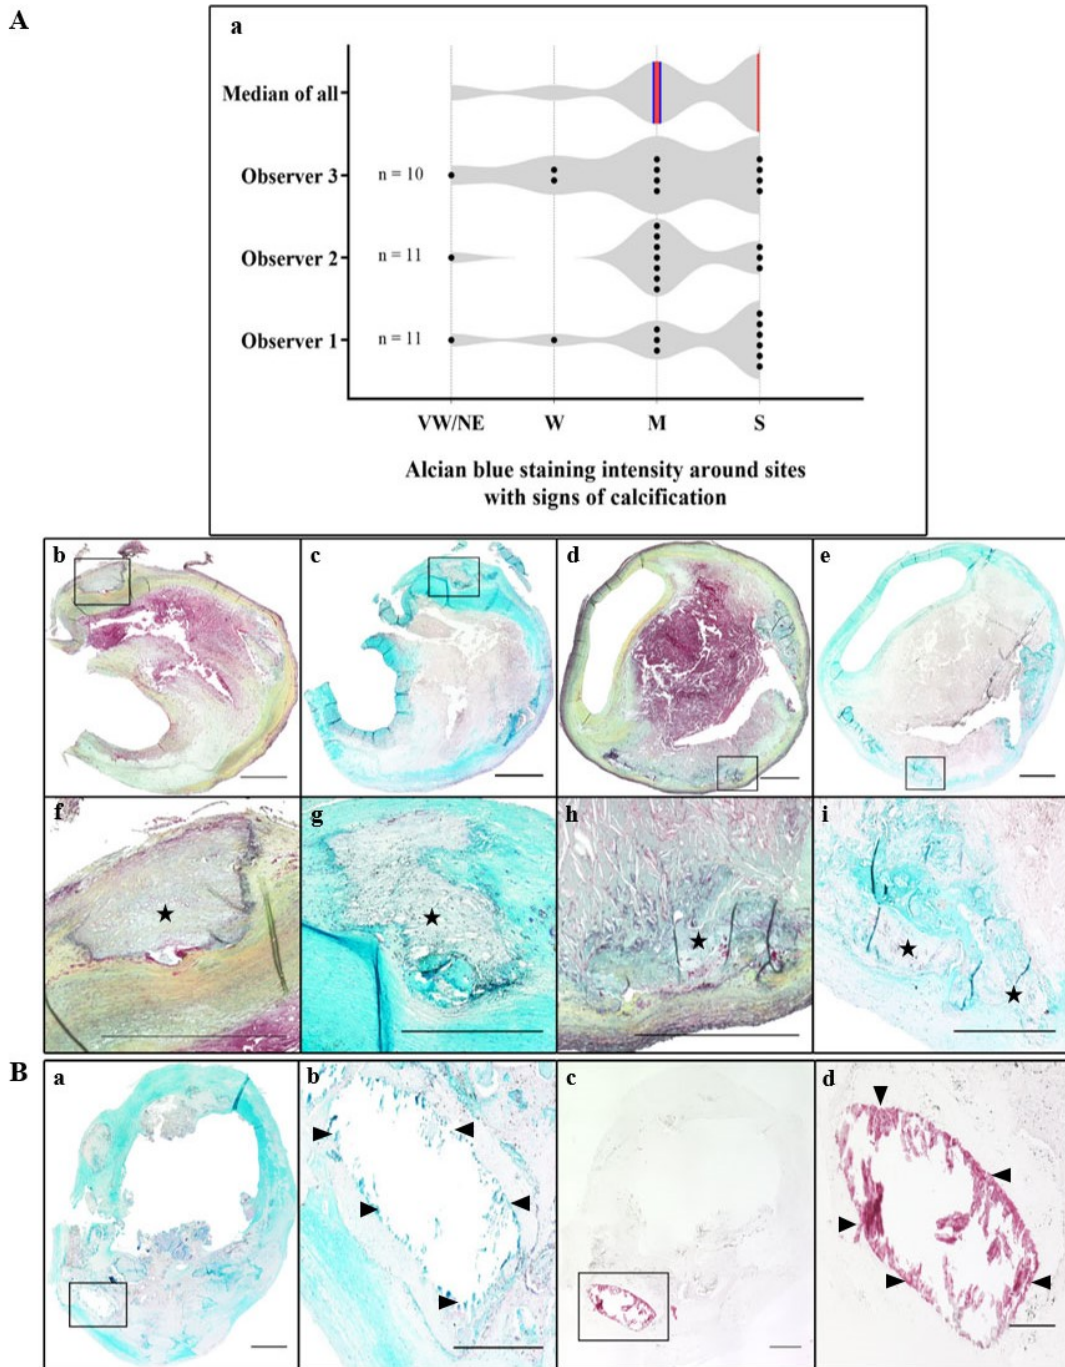 A
a
Median of all
Observer 3 n = 10
Observer 2 n = 11
Observer 1 n = 11
VW/NE W M S
Alcian blue staining intensity around sites
with signs of calcification
b c d e
f g h i
B
a b c d